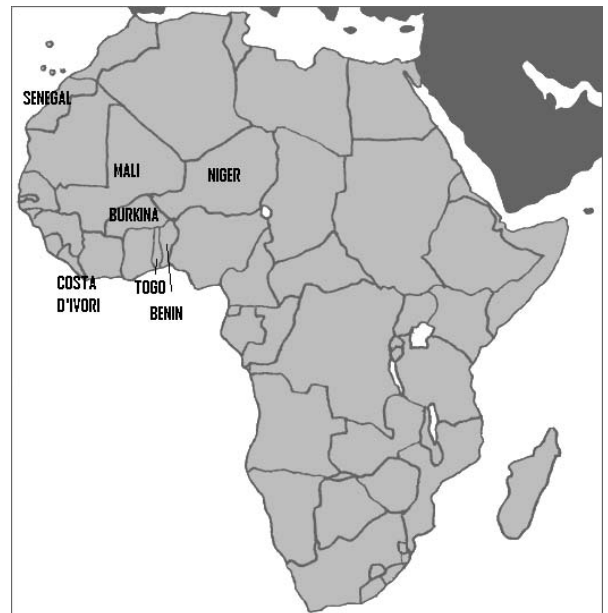 SENEGAL
MALI
NIGER
BURKINA
COSTA
D'IVORI
TOGO
BENIN